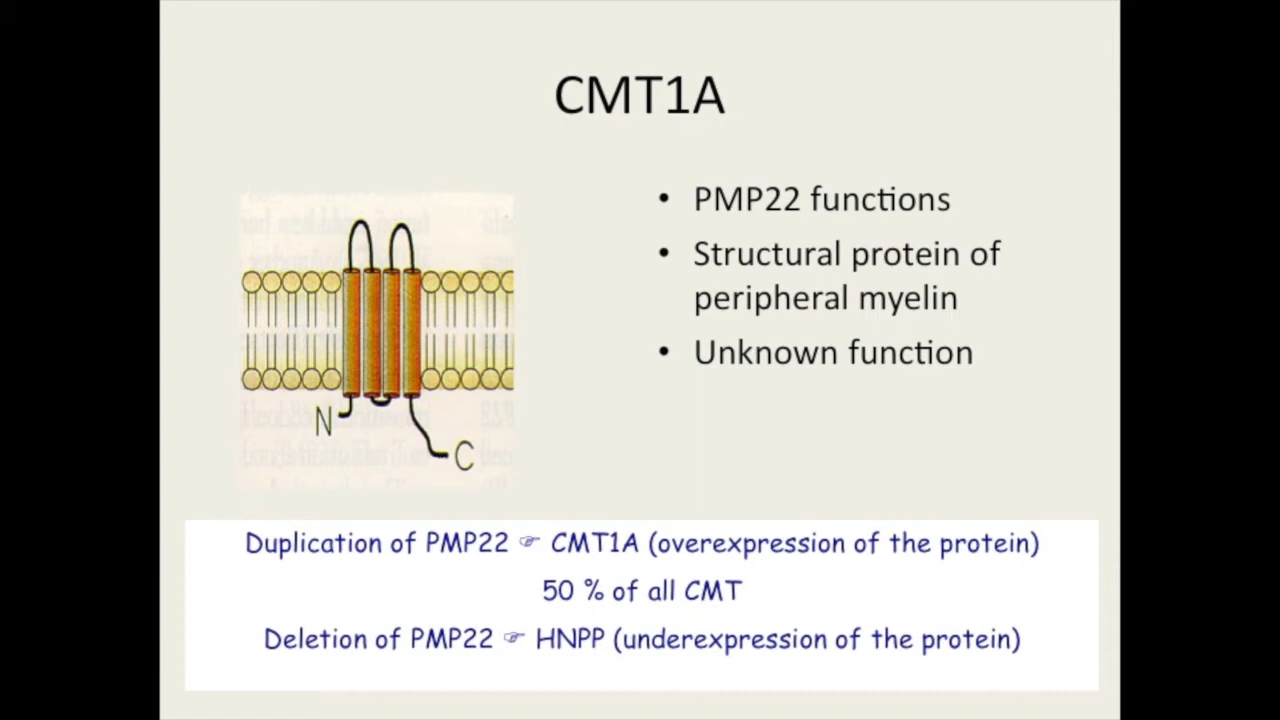 CMT1A
• PMP22 functions
• Structural protein of
peripheral myelin
• Unknown function
N
C
Duplication of PMP22 ☞ CMT1A (overexpression of the protein)
50 % of all CMT
Deletion of PMP22 ☞ HNPP (underexpression of the protein)